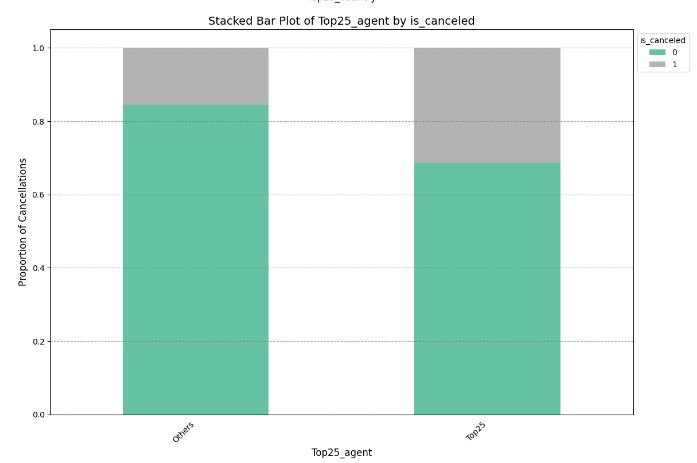 Stacked Bar Plot of Top25_agent by is_canceled
is_canceled
0
1
1.0
0.8
0.6
0.4
0.2
0.0
Proportion of Cancellations
Others
Top25
Top25_agent